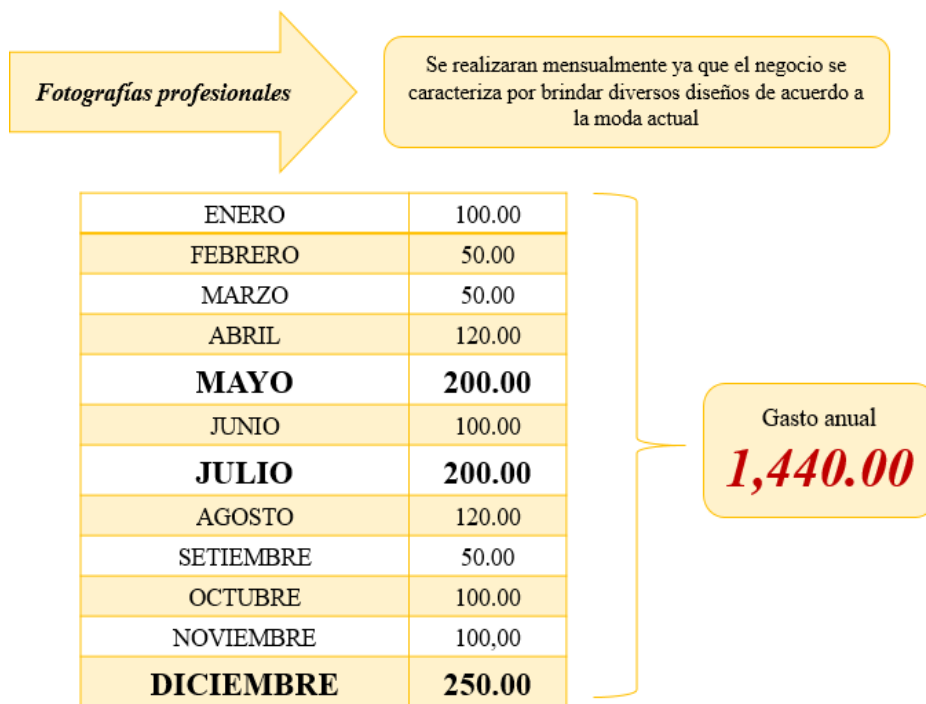 Fotografías profesionales
Se realizaran mensualmente ya que el negocio se
caracteriza por brindar diversos diseños de acuerdo a
la moda actual
ENERO 100.00
FEBRERO 50.00
MARZO 50.00
ABRIL 120.00
MAYO 200.00
JUNIO 100.00
JULIO 200.00
AGOSTO 120.00
SETIEMBRE 50.00
OCTUBRE 100.00
NOVIEMBRE 100,00
DICIEMBRE 250.00
Gasto anual
1,440.00